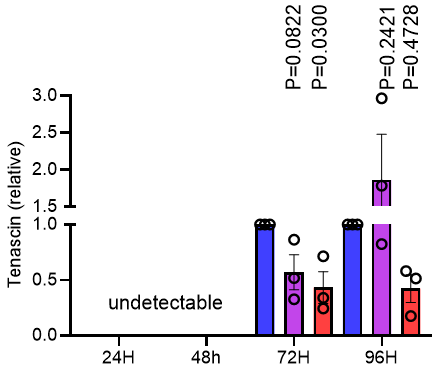 P=0.0822
P=0.0300
P=0.2421
P=0.4728
3.0
2.5
2.0
1.5
1.0
0.5
0.0
Tenascin (relative)
undetectable
24H
48h
72H
96H